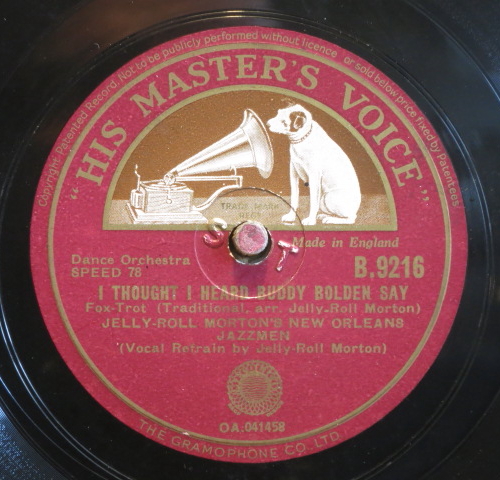 Copyright Patented Record. Not to be publicly performed without licence or sold below price fixed by Patentees
"HIS MASTER'S VOICE"
TRADE MARK
REGD
S T
Made in England
Dance Orchestra
SPEED 78
B.9216
I THOUGHT I HEARD BUDDY BOLDEN SAY
Fox-Trot (Traditional, arr. Jelly-Roll Morton)
JELLY-ROLL MORTON'S NEW ORLEANS
JAZZMEN
(Vocal Refrain by Jelly-Roll Morton)
OA.041458
THE GRAMOPHONE CO. LTD.